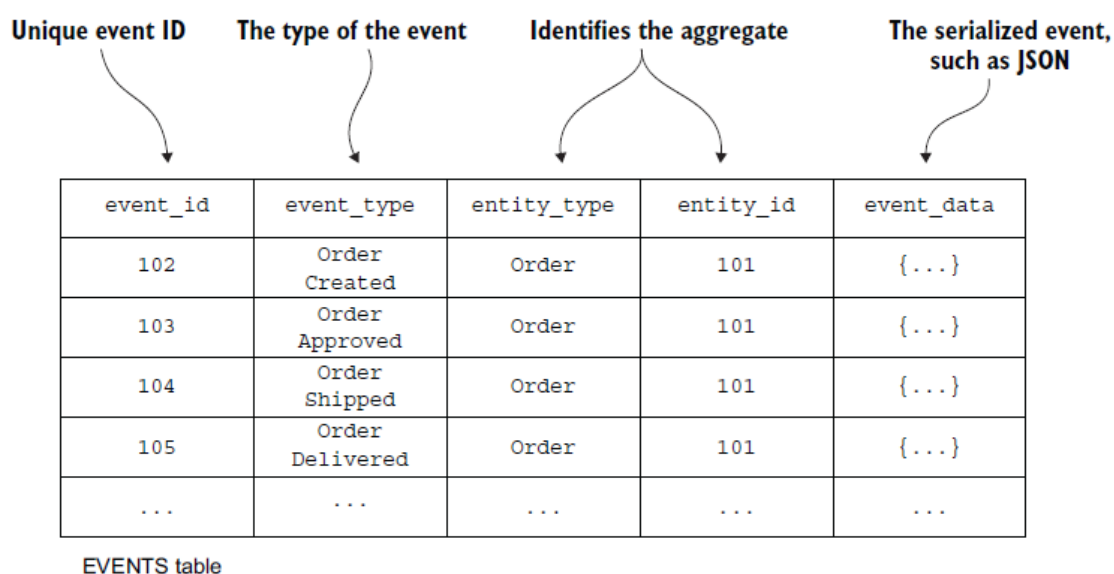 Unique event ID
The type of the event
Identifies the aggregate
The serialized event,
such as JSON
event_id event_type entity_type entity_id event_data
102 Order Created Order 101 {...}
103 Order Approved Order 101 {...}
104 Order Shipped Order 101 {...}
105 Order Delivered Order 101 {...}
... ... ... ... ...
EVENTS table